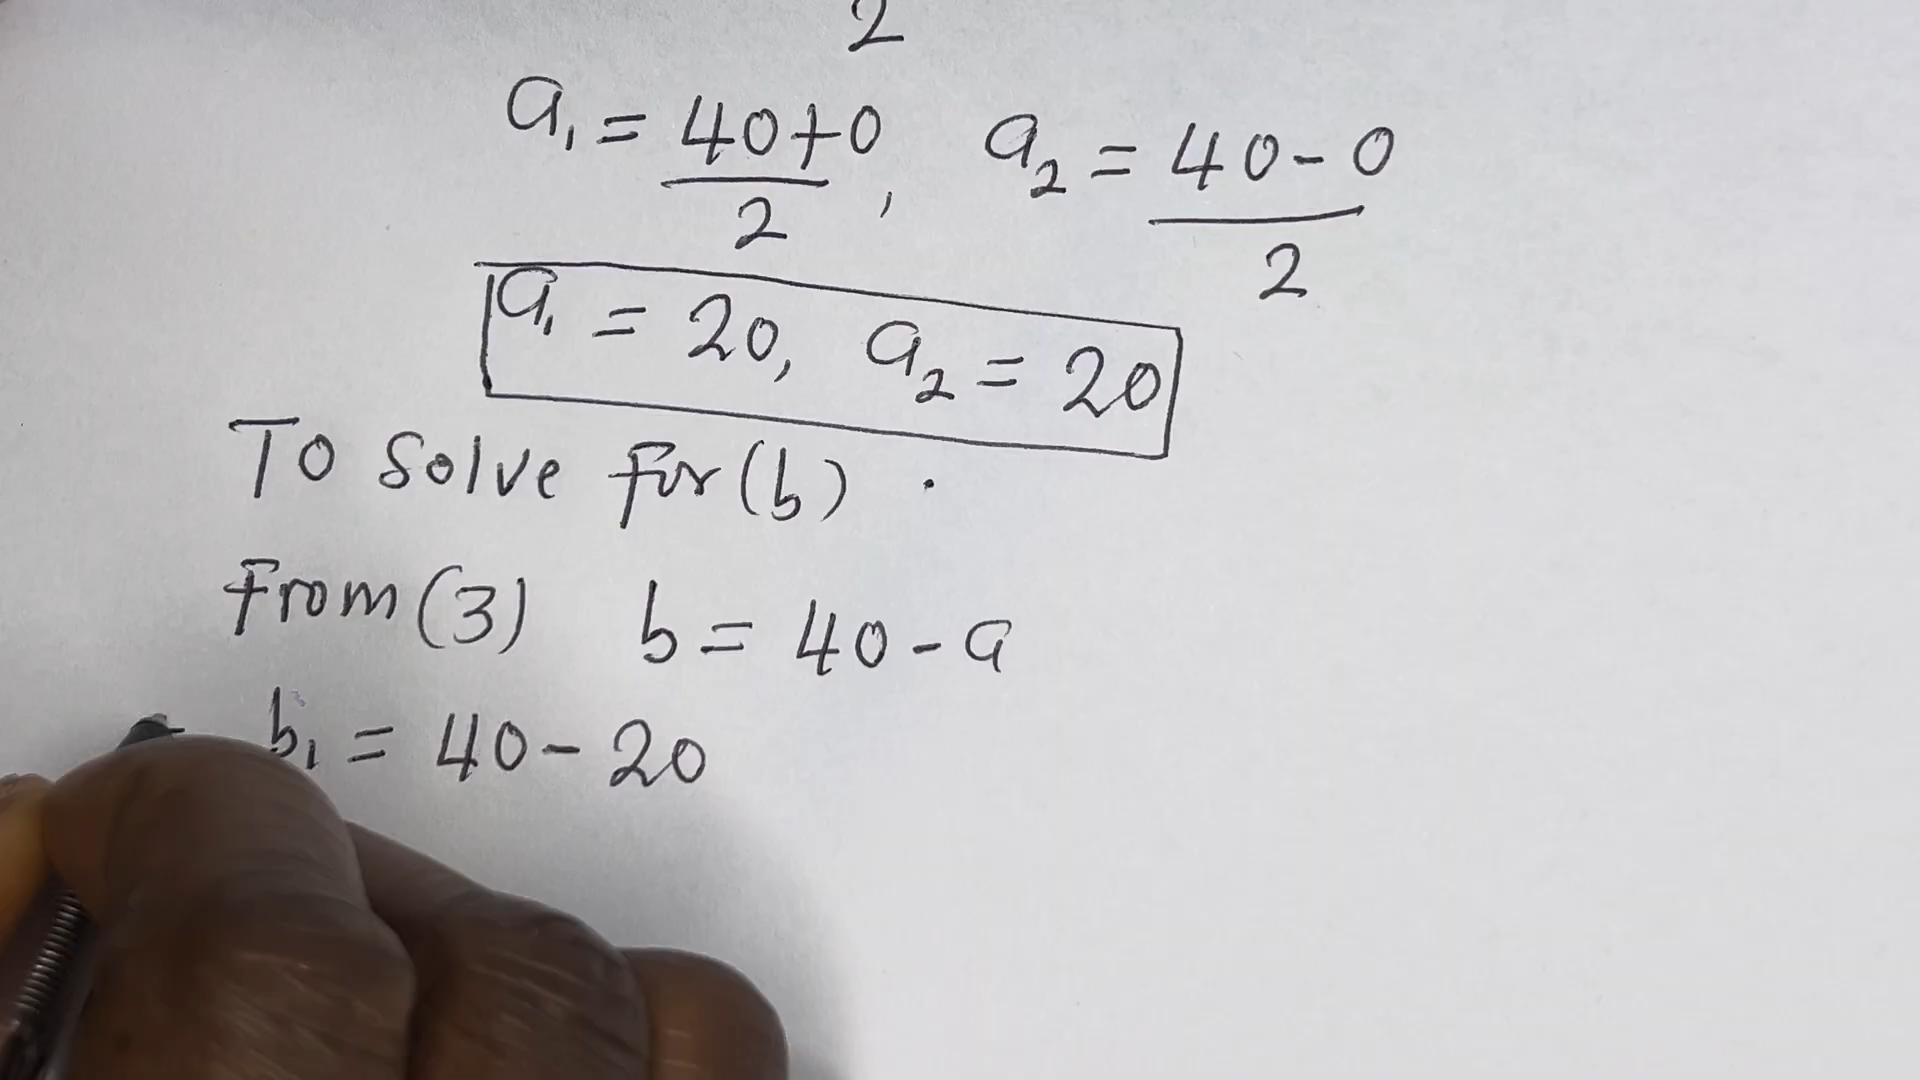 2
a₁ = 40+0/2, a₂ = 40-0/2
a₁ = 20, a₂ = 20
To solve for (b).
From (3) b = 40 - a
b₁ = 40 - 20